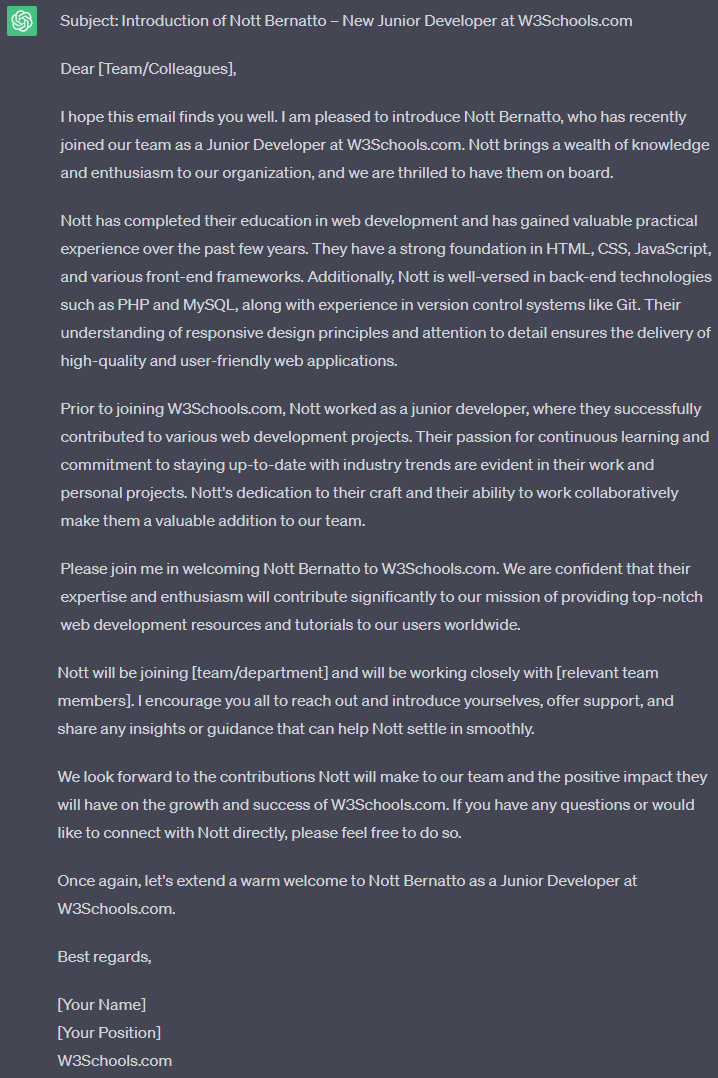 Subject: Introduction of Nott Bernatto – New Junior Developer at W3Schools.com
Dear [Team/Colleagues],
I hope this email finds you well. I am pleased to introduce Nott Bernatto, who has recently
joined our team as a Junior Developer at W3Schools.com. Nott brings a wealth of knowledge
and enthusiasm to our organization, and we are thrilled to have them on board.
Nott has completed their education in web development and has gained valuable practical
experience over the past few years. They have a strong foundation in HTML, CSS, JavaScript,
and various front-end frameworks. Additionally, Nott is well-versed in back-end technologies
such as PHP and MySQL, along with experience in version control systems like Git. Their
understanding of responsive design principles and attention to detail ensures the delivery of
high-quality and user-friendly web applications.
Prior to joining W3Schools.com, Nott worked as a junior developer, where they successfully
contributed to various web development projects. Their passion for continuous learning and
commitment to staying up-to-date with industry trends are evident in their work and
personal projects. Nott's dedication to their craft and their ability to work collaboratively
make them a valuable addition to our team.
Please join me in welcoming Nott Bernatto to W3Schools.com. We are confident that their
expertise and enthusiasm will contribute significantly to our mission of providing top-notch
web development resources and tutorials to our users worldwide.
Nott will be joining [team/department] and will be working closely with [relevant team
members]. I encourage you all to reach out and introduce yourselves, offer support, and
share any insights or guidance that can help Nott settle in smoothly.
We look forward to the contributions Nott will make to our team and the positive impact they
will have on the growth and success of W3Schools.com. If you have any questions or would
like to connect with Nott directly, please feel free to do so.
Once again, let's extend a warm welcome to Nott Bernatto as a Junior Developer at
W3Schools.com.
Best regards,
[Your Name]
[Your Position]
W3Schools.com